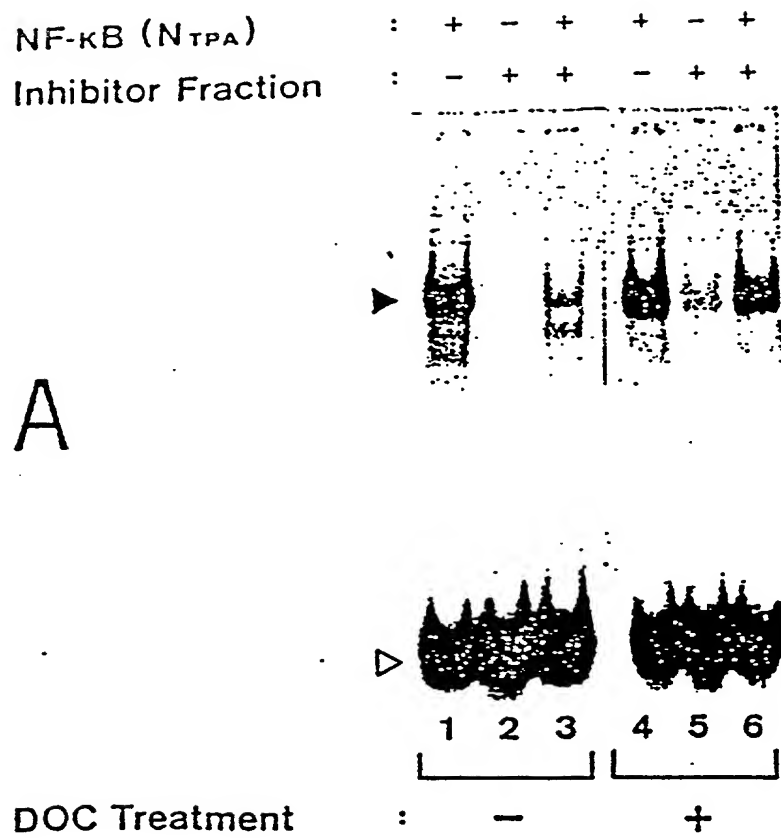 NF-κB (NTPA) : + − + + − +
Inhibitor Fraction : − + + − + +
A
1 2 3 4 5 6
DOC Treatment : − +